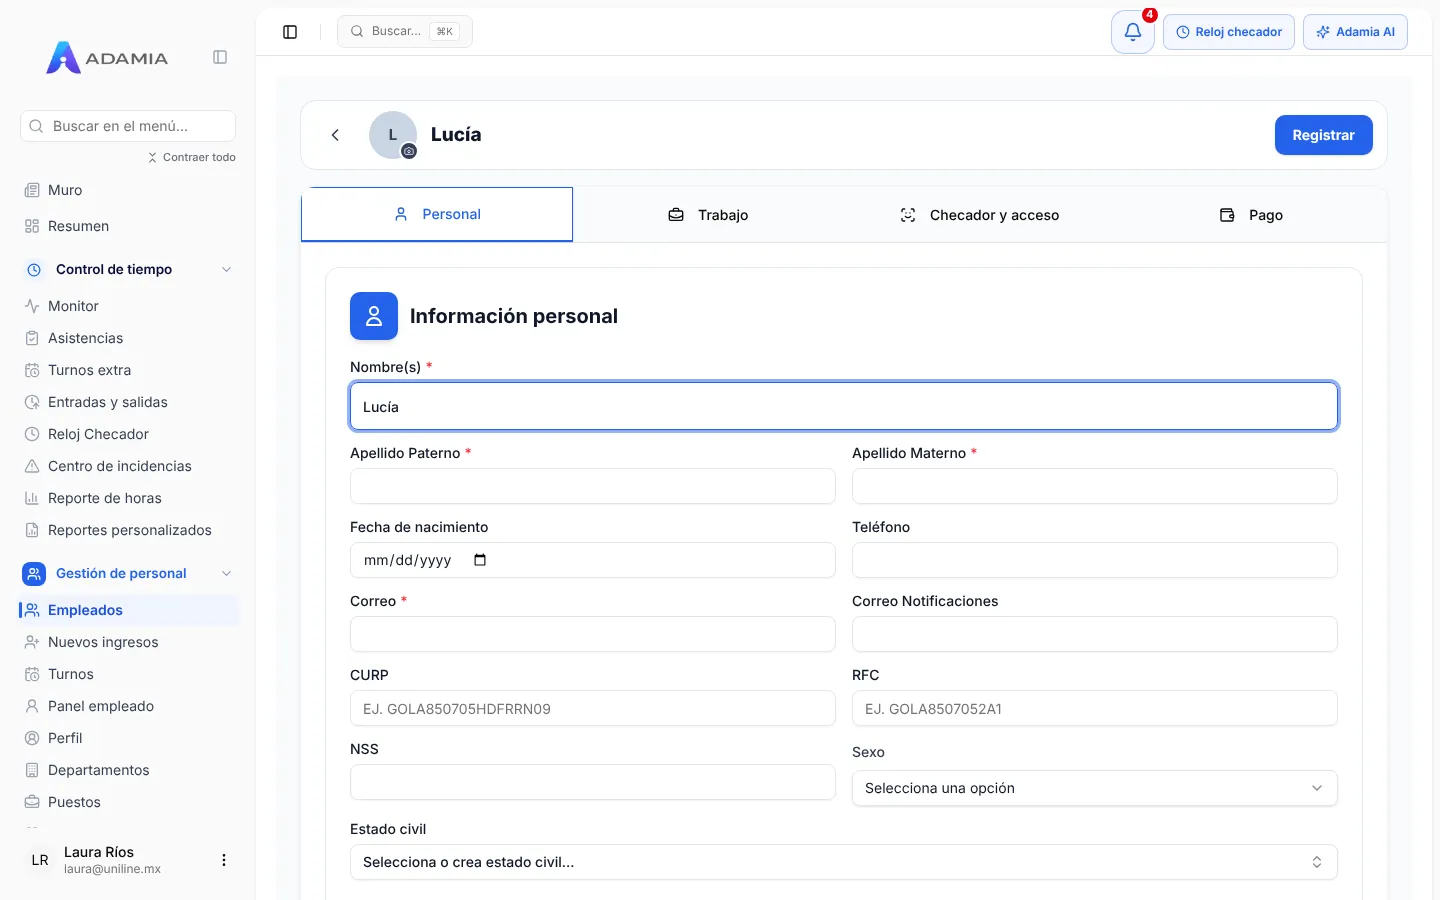 ADAMIA
Buscar en el menú...
Contraer todo
Muro
Resumen
Control de tiempo
Monitor
Asistencias
Turnos extra
Entradas y salidas
Reloj Checador
Centro de incidencias
Reporte de horas
Reportes personalizados
Gestión de personal
Empleados
Nuevos ingresos
Turnos
Panel empleado
Perfil
Departamentos
Puestos
LR
Laura Ríos
laura@uniline.mx
Buscar... ⌘K
4
Reloj checador
Adamia AI
L
Lucía
Registrar
Personal
Trabajo
Checador y acceso
Pago
Información personal
Nombre(s) *
Lucía
Apellido Paterno *
Apellido Materno *
Fecha de nacimiento
Teléfono
mm/dd/yyyy
Correo *
Correo Notificaciones
CURP
RFC
EJ. GOLA850705HDFRRN09
EJ. GOLA8507052A1
NSS
Sexo
Selecciona una opción
Estado civil
Selecciona o crea estado civil...